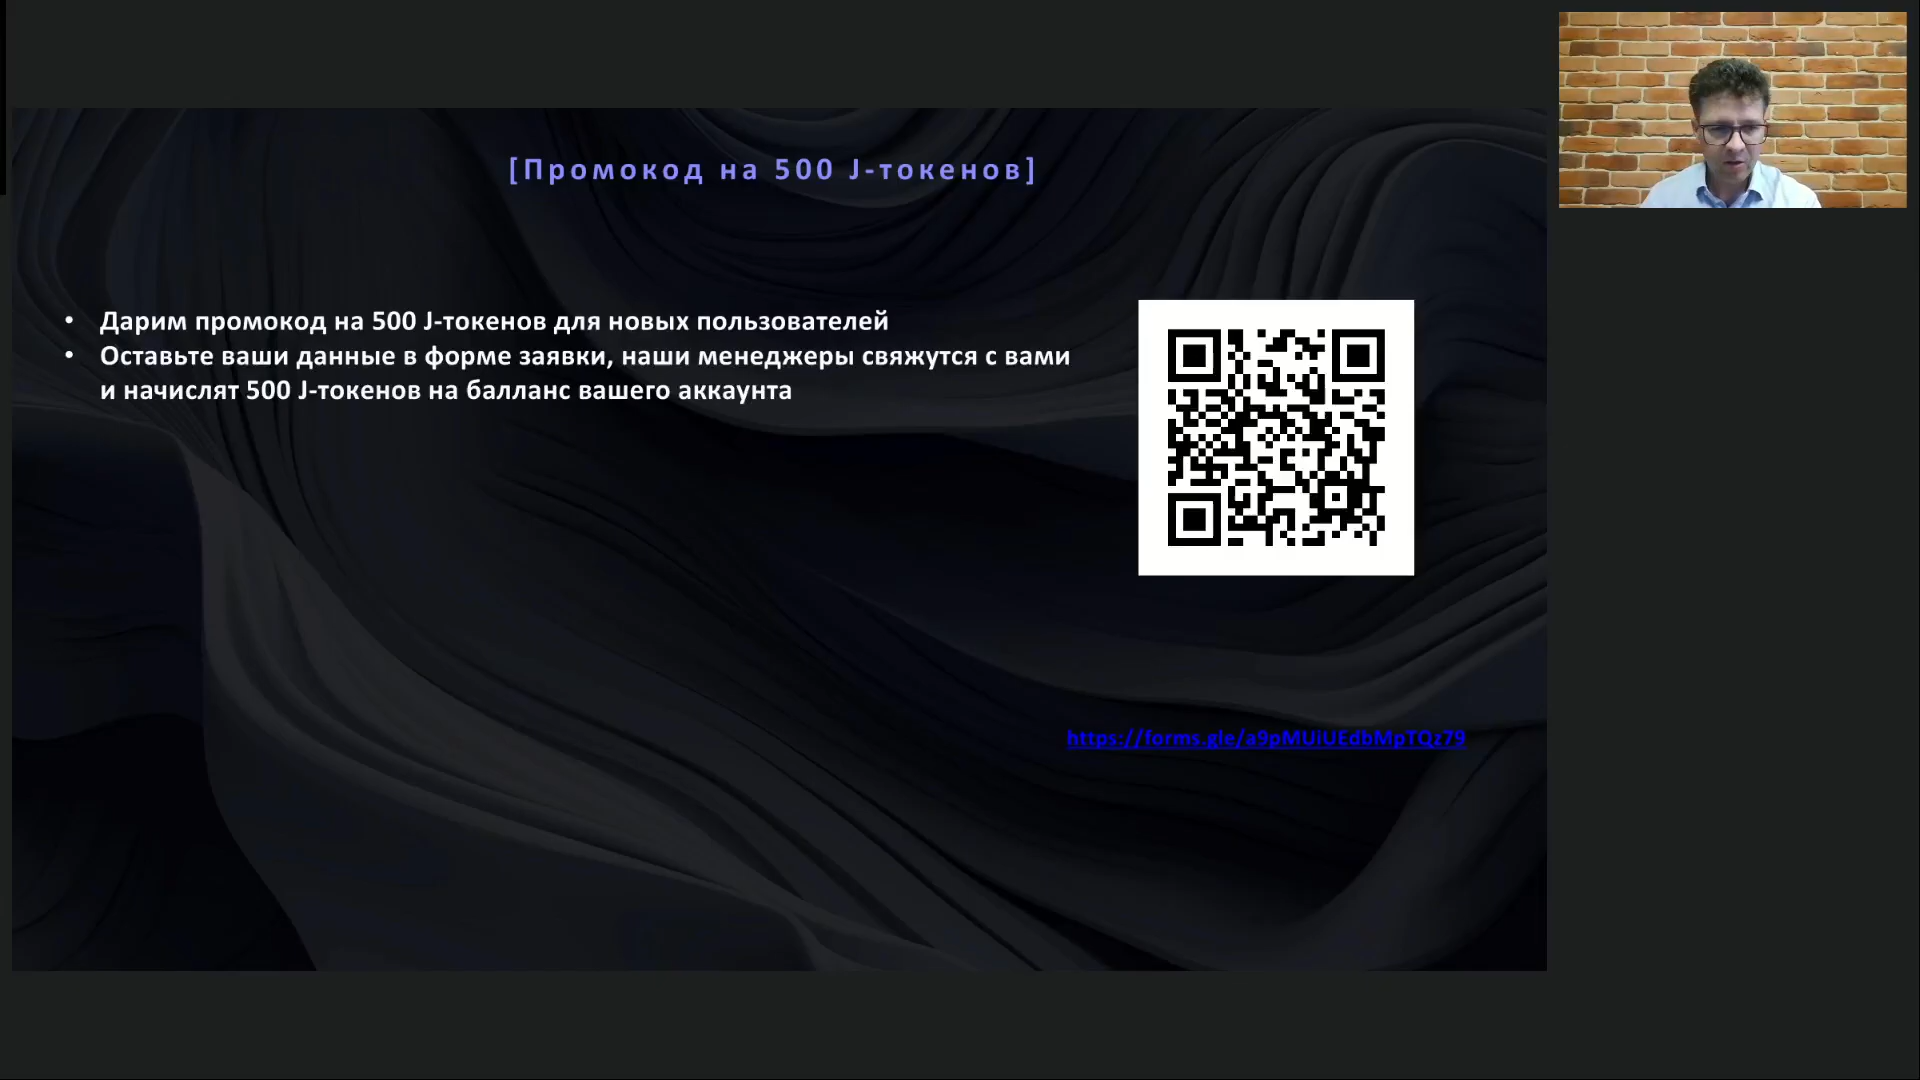 [Промокод на 500 J-токенов]
• Дарим промокод на 500 J-токенов для новых пользователей
• Оставьте ваши данные в форме заявки, наши менеджеры свяжутся с вами
и начислят 500 J-токенов на балланс вашего аккаунта
https://forms.gle/a9pMUiUEdbMpTQz79